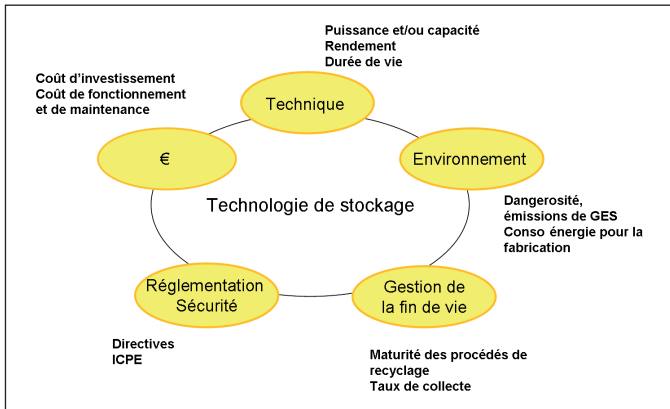 Puissance et/ou capacité
Rendement
Durée de vie
Technique
Coût d'investissement
Coût de fonctionnement
et de maintenance
€
Environnement
Dangerosité,
émissions de GES
Conso énergie pour la
fabrication
Technologie de stockage
Réglementation
Sécurité
Directives
ICPE
Gestion de
la fin de vie
Maturité des procédés de
recyclage
Taux de collecte